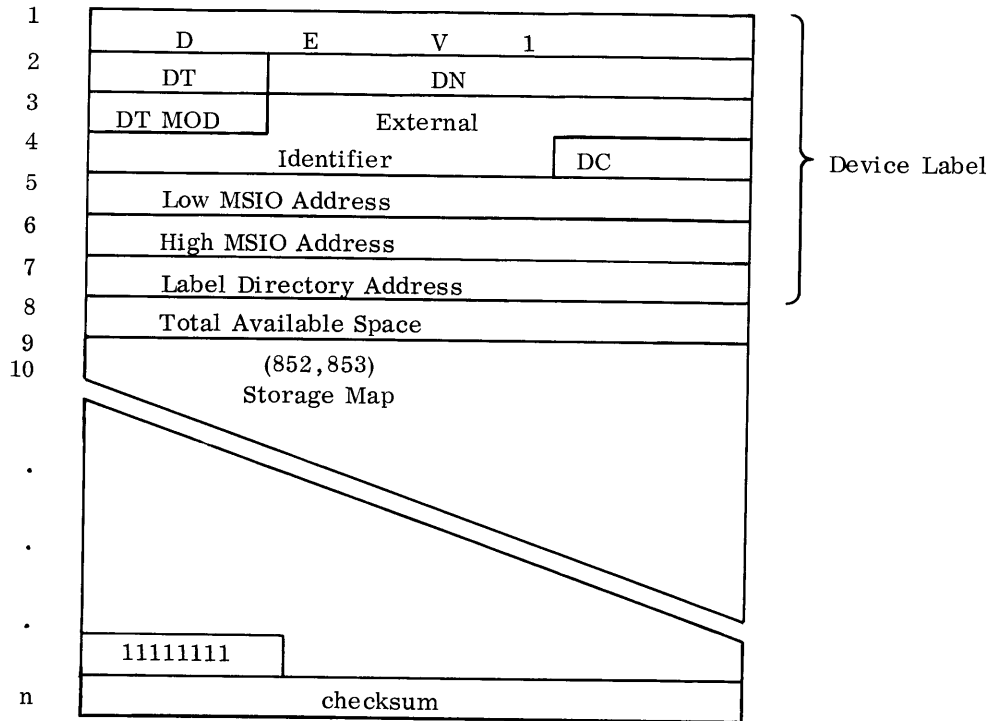 1
D E V 1
2
DT DN
3
DT MOD External
4
Identifier DC
Device Label
5
Low MSIO Address
6
High MSIO Address
7
Label Directory Address
8
Total Available Space
9
10
(852,853)
Storage Map
.
.
.
11111111
n
checksum